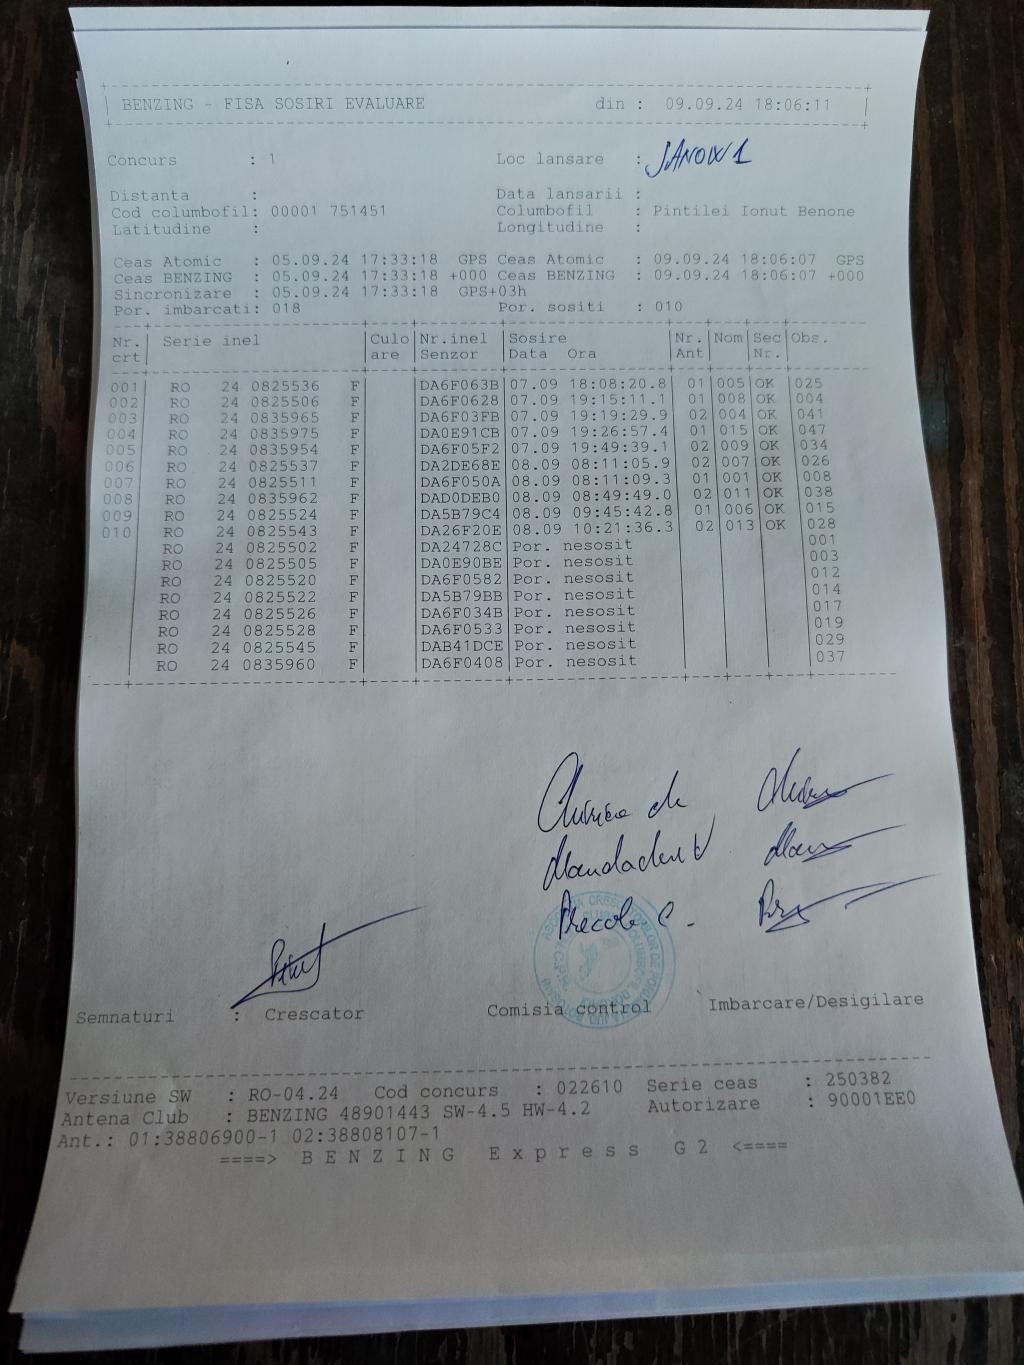 BENZING - FISA SOSIRI EVALUARE din : 09.09.24 18:06:11
Concurs : 1 Loc lansare : JANOW 1
Distanta : Data lansarii :
Cod columbofil: 00001 751451 Columbofil : Pintilei Ionut Benone
Latitudine : Longitudine :
Ceas Atomic : 05.09.24 17:33:18 GPS Ceas Atomic : 09.09.24 18:06:07 GPS
Ceas BENZING : 05.09.24 17:33:18 +000 Ceas BENZING : 09.09.24 18:06:07 +000
Sincronizare : 05.09.24 17:33:18 GPS+03h
Por. imbarcati: 018 Por. sositi : 010
Nr. Serie inel Culo Nr.inel Sosire Nr. Nom Sec Obs.
crt are Senzor Data Ora Ant Nr.
001 RO 24 0825536 F DA6F063B 07.09 18:08:20.8 01 005 OK 025
002 RO 24 0825506 F DA6F0628 07.09 19:15:11.1 01 008 OK 004
003 RO 24 0835965 F DA6F03FB 07.09 19:19:29.9 02 004 OK 041
004 RO 24 0835975 F DA0E91CB 07.09 19:26:57.4 01 015 OK 047
005 RO 24 0835954 F DA6F05F2 07.09 19:49:39.1 02 009 OK 034
006 RO 24 0825537 F DA2DE68E 08.09 08:11:05.9 02 007 OK 026
007 RO 24 0825511 F DA6F050A 08.09 08:11:09.3 01 001 OK 008
008 RO 24 0835962 F DAD0DEB0 08.09 08:49:49.0 02 011 OK 038
009 RO 24 0825524 F DA5B79C4 08.09 09:45:42.8 01 006 OK 015
010 RO 24 0825543 F DA26F20E 08.09 10:21:36.3 02 013 OK 028
RO 24 0825502 F DA24728C Por. nesosit 001
RO 24 0825505 F DA0E90BE Por. nesosit 003
RO 24 0825520 F DA6F0582 Por. nesosit 012
RO 24 0825522 F DA5B79BB Por. nesosit 014
RO 24 0825526 F DA6F034B Por. nesosit 017
RO 24 0825528 F DA6F0533 Por. nesosit 019
RO 24 0825545 F DAB41DCE Por. nesosit 029
RO 24 0835960 F DA6F0408 Por. nesosit 037
Semnaturi : Crescator Comisia control Imbarcare/Desigilare
Versiune SW : RO-04.24 Cod concurs : 022610 Serie ceas : 250382
Antena Club : BENZING 48901443 SW-4.5 HW-4.2 Autorizare : 90001EE0
Ant.: 01:38806900-1 02:38808107-1
====> BENZING Express G2 <====